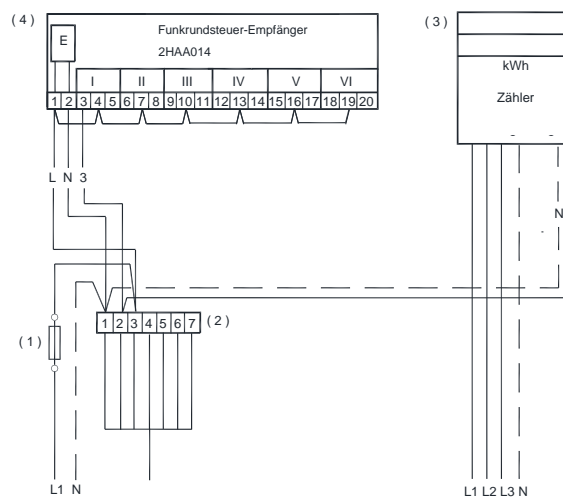 ( 4 )
Funkrundsteuer-Empfänger
2HAA014
E
I II III IV V VI
1 2 3 4 5 6 7 8 9 10 11 12 13 14 15 16 17 18 19 20
( 3 )
kWh
Zähler
L N 3
N
( 1 )
1 2 3 4 5 6 7 ( 2 )
L1 N
L1 L2 L3 N